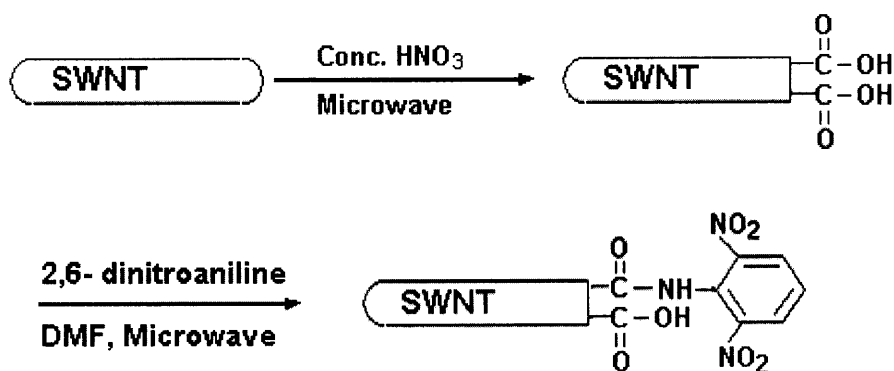 SWNT
Conc. HNO3
Microwave
SWNT
O
C-OH
C-OH
O
2,6- dinitroaniline
DMF, Microwave
SWNT
O
C-NH
C-OH
O
NO2
NO2